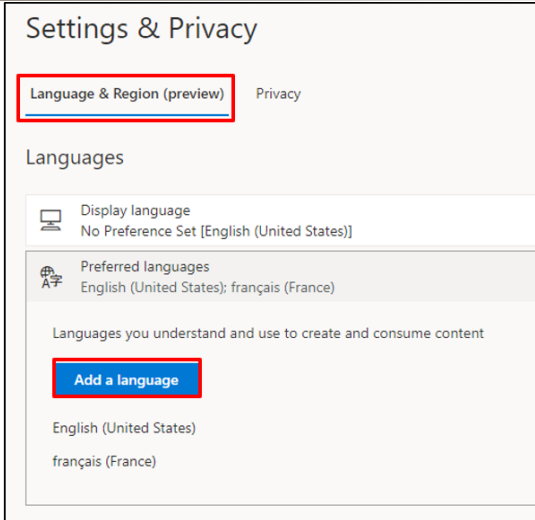 Settings & Privacy
Language & Region (preview)
Privacy
Languages
Display language
No Preference Set [English (United States)]
Preferred languages
English (United States); français (France)
Languages you understand and use to create and consume content
Add a language
English (United States)
français (France)